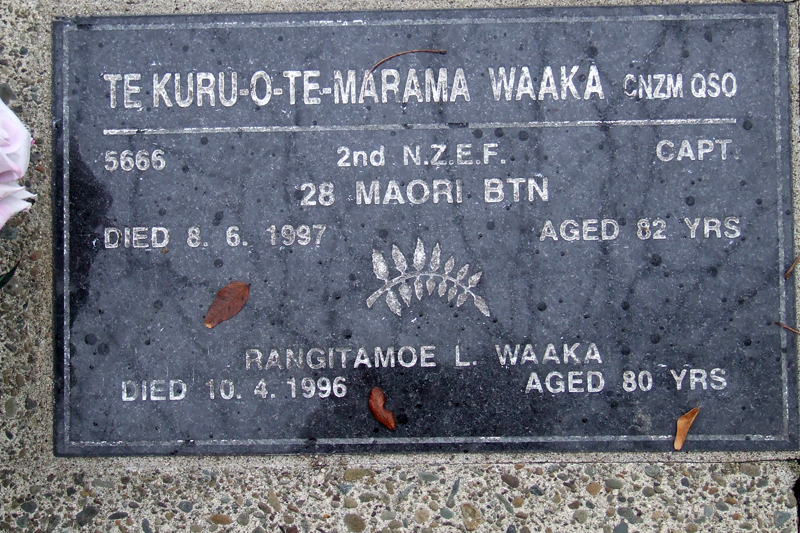 TE KURU-O-TE-MARAMA WAAKA CNZM QSO
5666 2nd N.Z.E.F. CAPT.
28 MAORI BTN
DIED 8. 6. 1997 AGED 82 YRS
RANGITAMOE L. WAAKA
DIED 10. 4. 1996 AGED 80 YRS